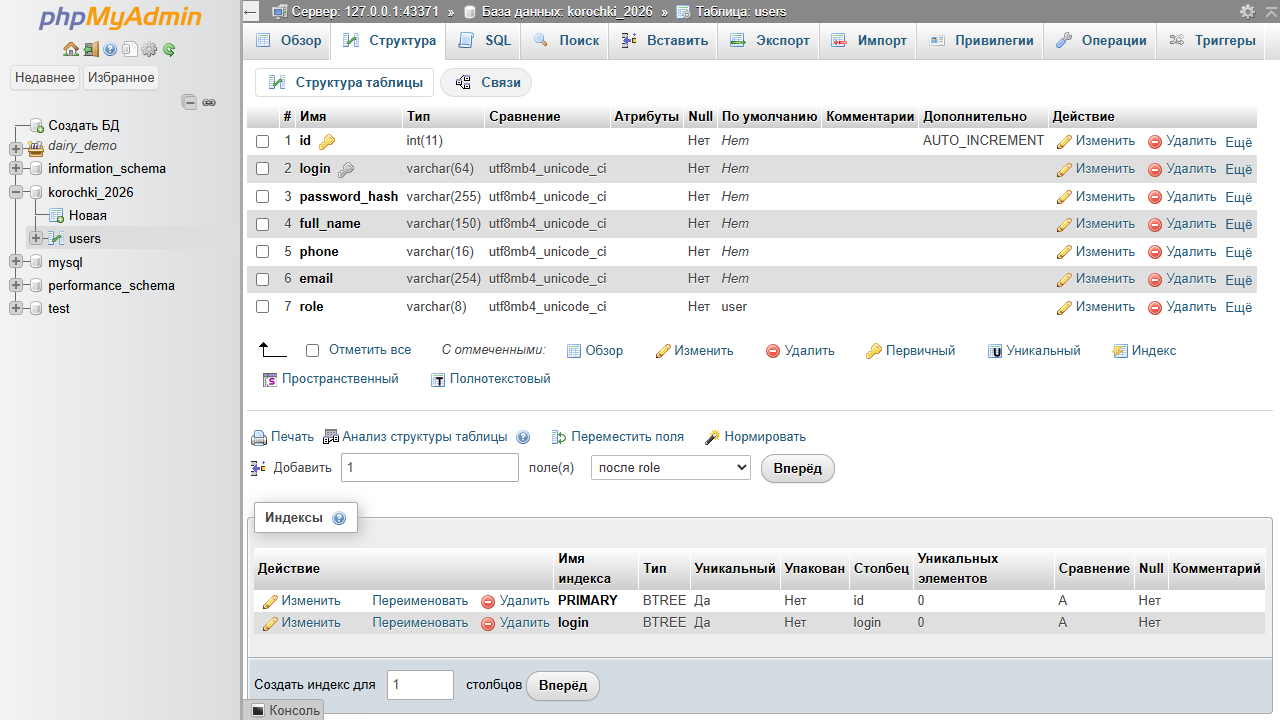 phpMyAdmin
Недавнее Избранное
Создать БД
dairy_demo
information_schema
korochki_2026
Новая
users
mysql
performance_schema
test
Сервер: 127.0.0.1:43371 » База данных: korochki_2026 » Таблица: users
Обзор Структура SQL Поиск Вставить Экспорт Импорт Привилегии Операции Триггеры
Структура таблицы Связи
# Имя Тип Сравнение Атрибуты Null По умолчанию Комментарии Дополнительно Действие
1 id int(11) Нет Нет AUTO_INCREMENT Изменить Удалить Ещё
2 login varchar(64) utf8mb4_unicode_ci Нет Нет Изменить Удалить Ещё
3 password_hash varchar(255) utf8mb4_unicode_ci Нет Нет Изменить Удалить Ещё
4 full_name varchar(150) utf8mb4_unicode_ci Нет Нет Изменить Удалить Ещё
5 phone varchar(16) utf8mb4_unicode_ci Нет Нет Изменить Удалить Ещё
6 email varchar(254) utf8mb4_unicode_ci Нет Нет Изменить Удалить Ещё
7 role varchar(8) utf8mb4_unicode_ci Нет user Изменить Удалить Ещё
Отметить все С отмеченными: Обзор Изменить Удалить Первичный Уникальный Индекс
Пространственный Полнотекстовый
Печать Анализ структуры таблицы Переместить поля Нормировать
Добавить 1 поле(я) после role Вперёд
Индексы
Действие Имя индекса Тип Уникальный Упакован Столбец Уникальных элементов Сравнение Null Комментарий
Изменить Переименовать Удалить PRIMARY BTREE Да Нет id 0 A Нет
Изменить Переименовать Удалить login BTREE Да Нет login 0 A Нет
Создать индекс для 1 столбцов Вперёд
Консоль